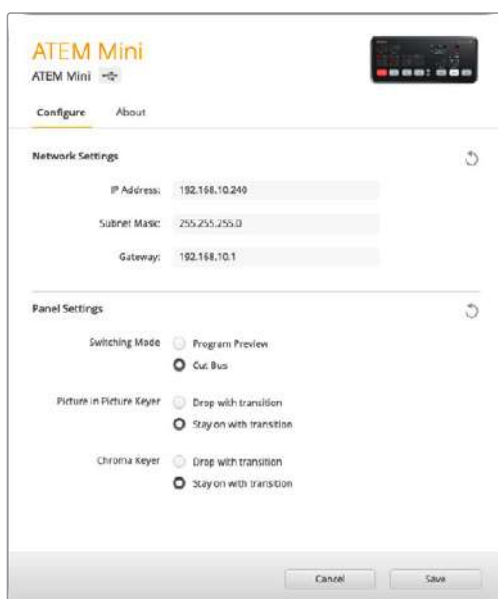 ATEM Mini
ATEM Mini
Configure About
Network Settings
IP Address: 192.168.10.240
Subnet Mask: 255.255.255.0
Gateway: 192.168.10.1
Panel Settings
Switching Mode Program Preview
Cut Bus
Picture in Picture Keyer Drop with transition
Stay on with transition
Chroma Keyer Drop with transition
Stay on with transition
Cancel Save